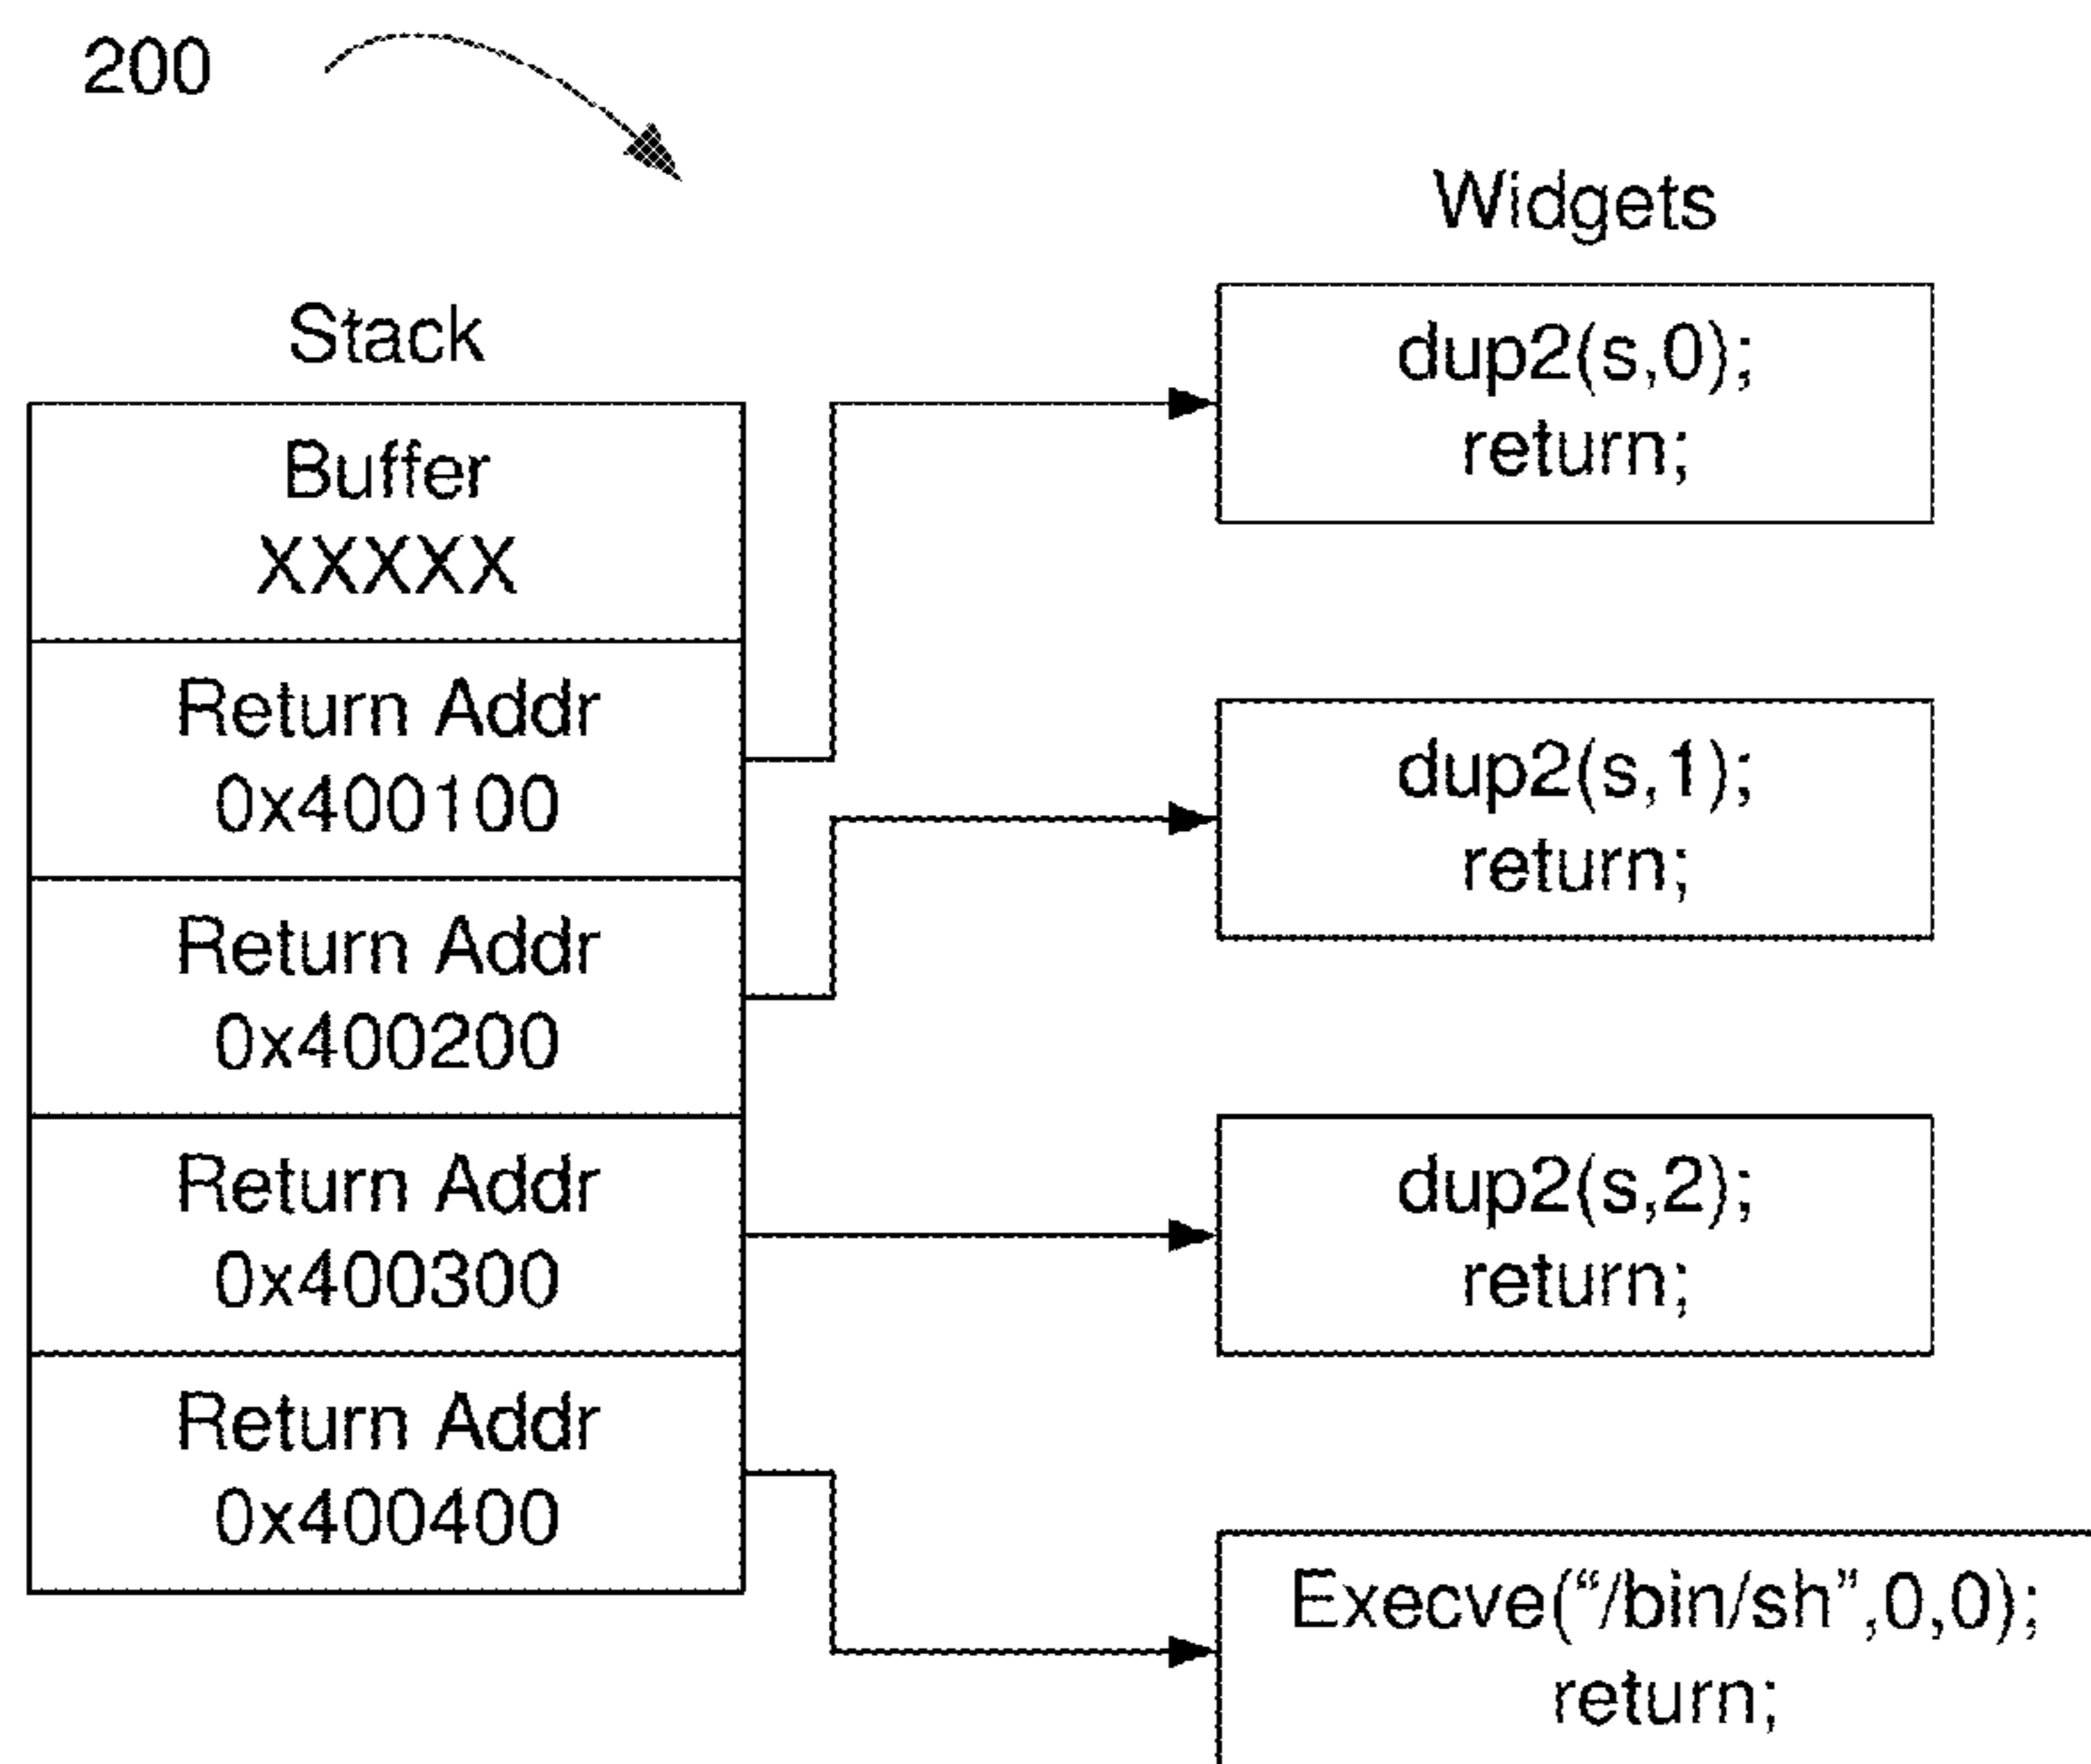 200
Stack
Buffer
XXXXX
Return Addr
0x400100
Return Addr
0x400200
Return Addr
0x400300
Return Addr
0x400400
Widgets
dup2(s,0);
return;
dup2(s,1);
return;
dup2(s,2);
return;
Execve(“/bin/sh”,0,0);
return;